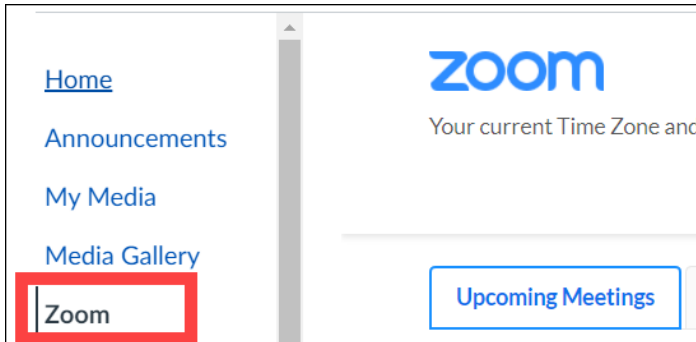 Home
Announcements
My Media
Media Gallery
Zoom
zoom
Your current Time Zone and
Upcoming Meetings